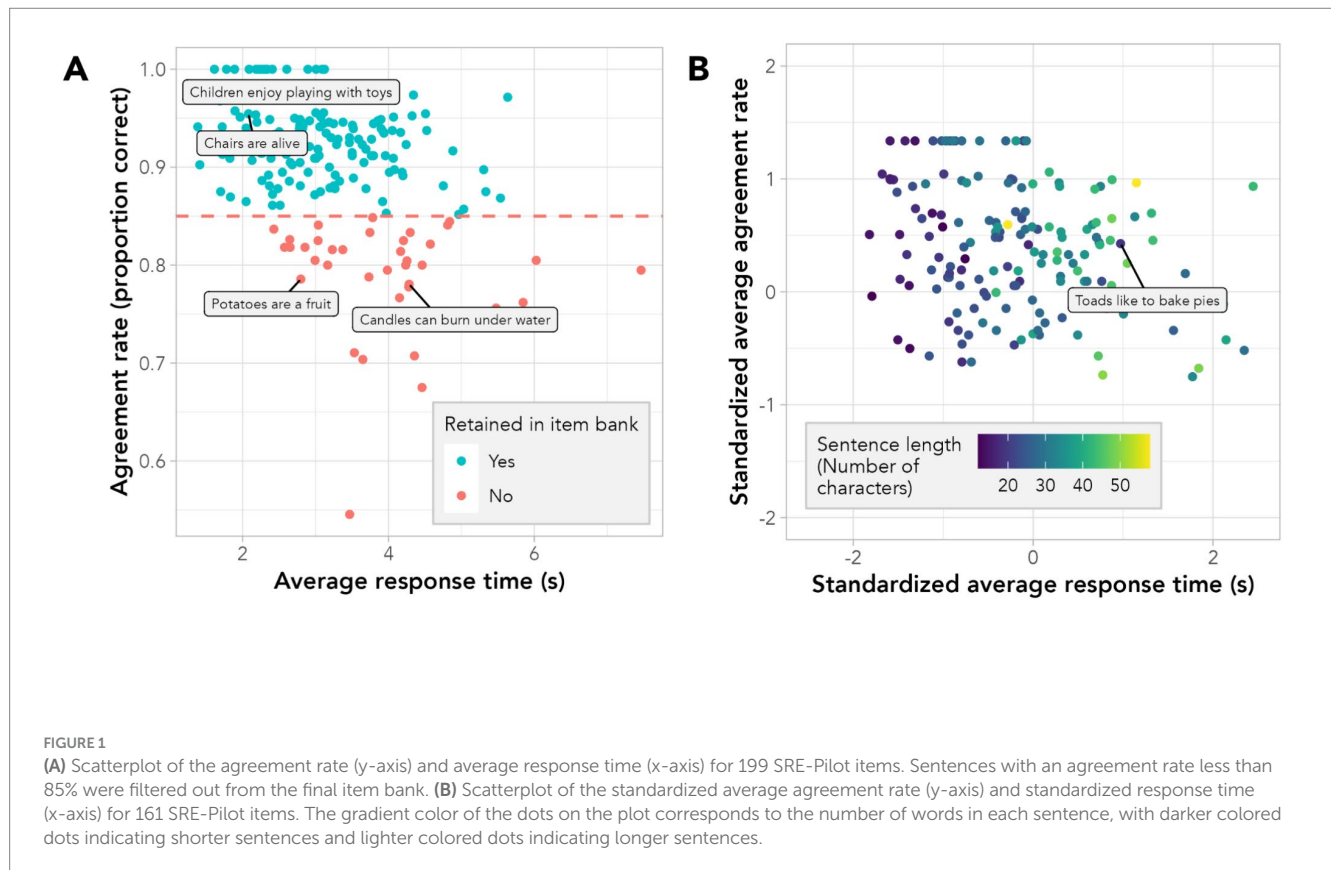 A
Agreement rate (proportion correct)
1.0
0.9
0.8
0.7
0.6
Children enjoy playing with toys
Chairs are alive
Potatoes are a fruit
Candles can burn under water
Retained in item bank
Yes
No
2
4
6
Average response time (s)
B
Standardized average agreement rate
2
1
0
-1
-2
Toads like to bake pies
Sentence length
(Number of
characters)
20 30 40 50
-2
0
2
Standardized average response time (s)
FIGURE 1
(A) Scatterplot of the agreement rate (y-axis) and average response time (x-axis) for 199 SRE-Pilot items. Sentences with an agreement rate less than
85% were filtered out from the final item bank. (B) Scatterplot of the standardized average agreement rate (y-axis) and standardized response time
(x-axis) for 161 SRE-Pilot items. The gradient color of the dots on the plot corresponds to the number of words in each sentence, with darker colored
dots indicating shorter sentences and lighter colored dots indicating longer sentences.